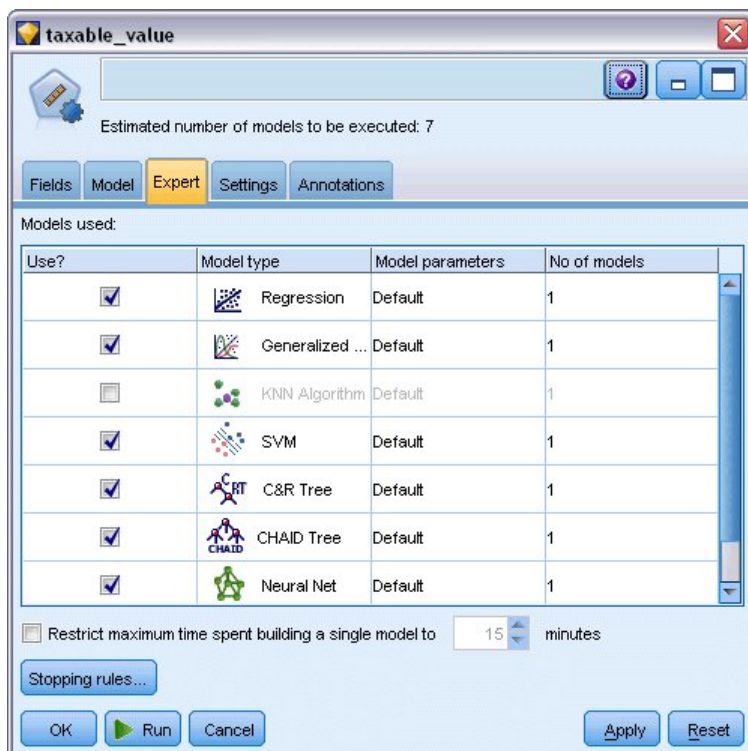 taxable_value
Estimated number of models to be executed: 7
Fields Model Expert Settings Annotations
Models used:
Use? Model type Model parameters No of models
Regression Default 1
Generalized ... Default 1
KNN Algorithm Default 1
SVM Default 1
C&R Tree Default 1
CHAID Tree Default 1
Neural Net Default 1
Restrict maximum time spent building a single model to 15 minutes
Stopping rules...
OK Run Cancel Apply Reset